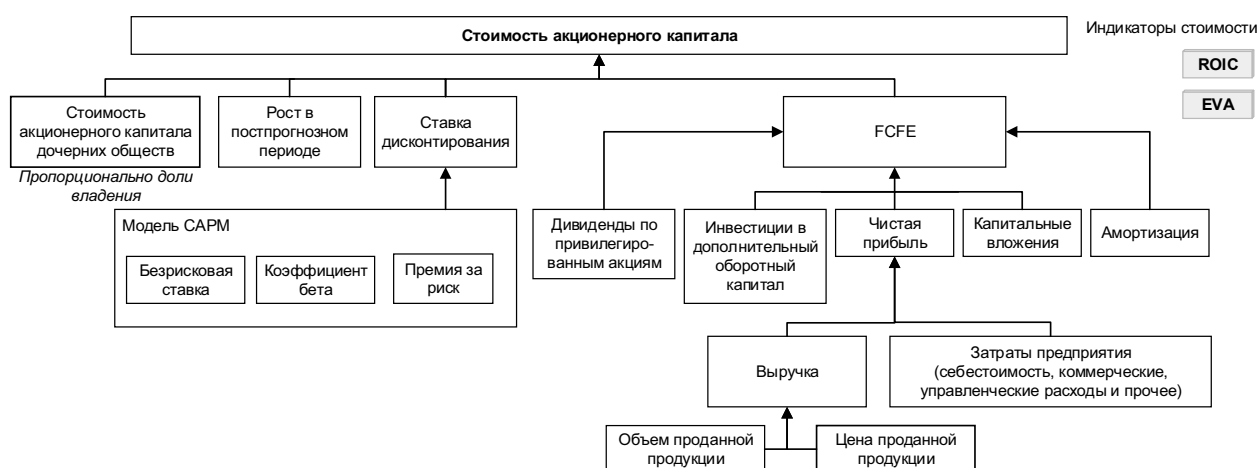 Стоимость акционерного капитала
Индикаторы стоимости
ROIC
EVA
Стоимость
акционерного капитала
дочерних обществ
Пропорционально доли
владения
Рост в
постпрогнозном
периоде
Ставка
дисконтирования
FCFE
Модель CAPM
Безрисковая
ставка
Коэффициент
бета
Премия за
риск
Дивиденды по
привилегиро-
ванным акциям
Инвестиции в
дополнительный
оборотный
капитал
Чистая
прибыль
Капитальные
вложения
Амортизация
Выручка
Затраты предприятия
(себестоимость, коммерческие,
управленческие расходы и прочее)
Объем проданной
продукции
Цена проданной
продукции